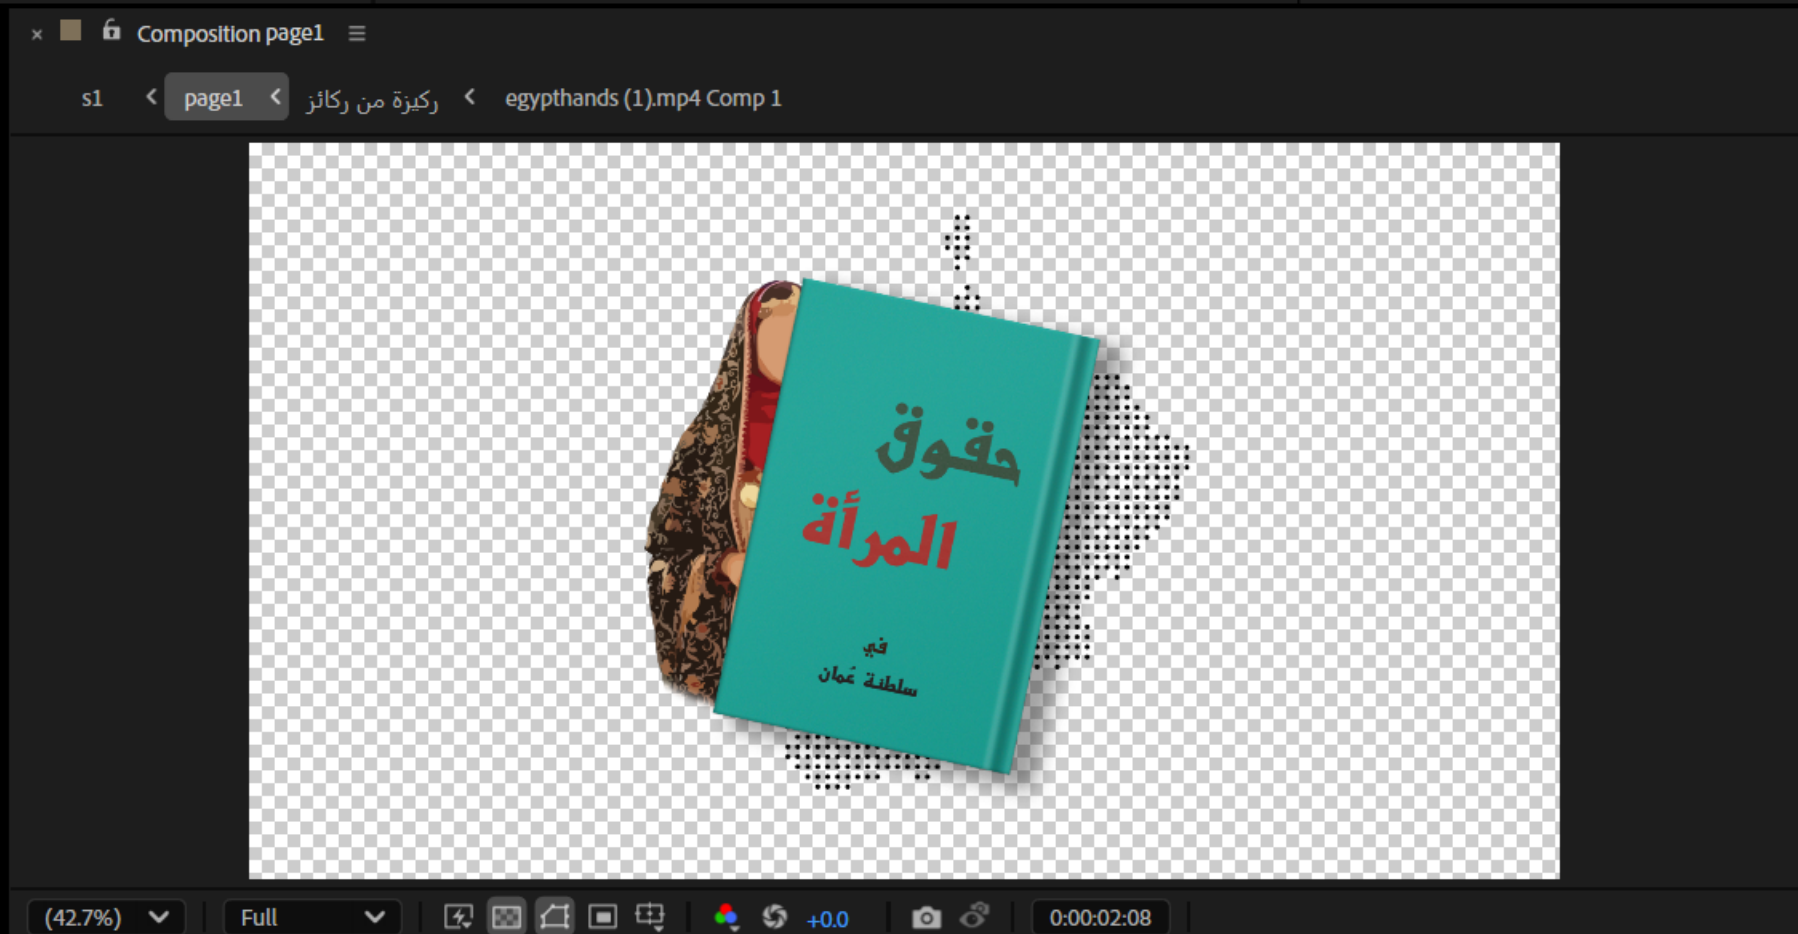 × Composition page1
s1 < page1 < ركيزة من ركائز < egypthands (1).mp4 Comp 1
حقوق
المرأة
في
سلطنة عُمان
(42.7%) Full +0.0 0:00:02:08